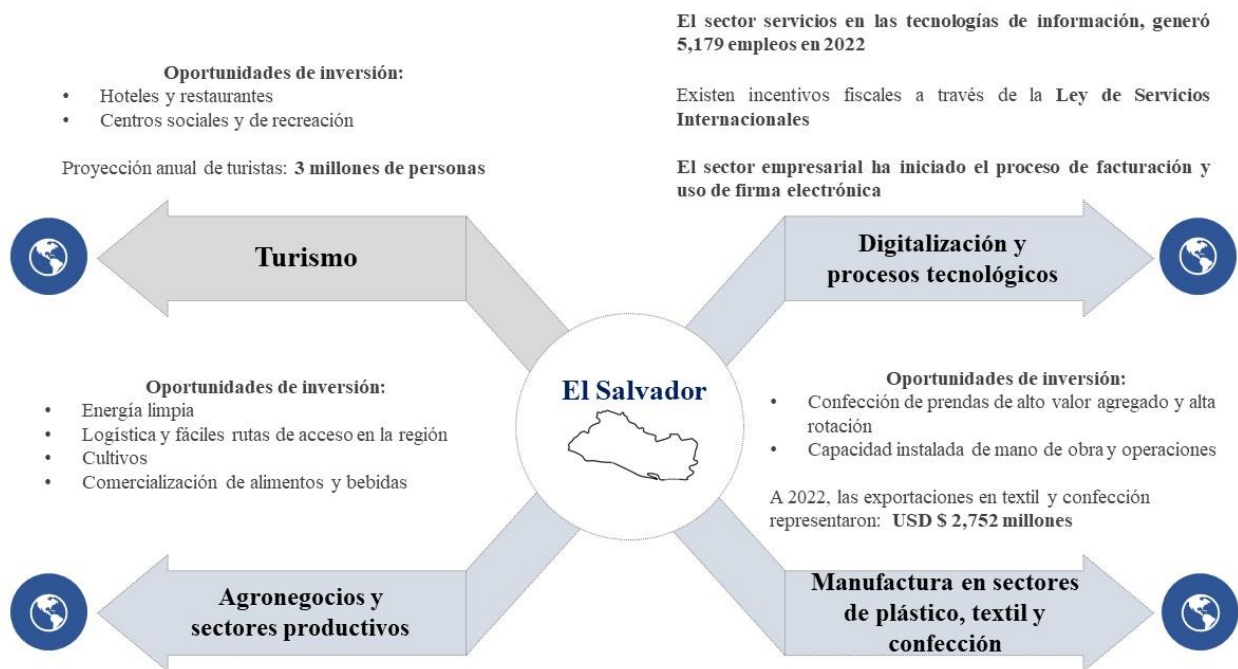 Oportunidades de inversión:
• Hoteles y restaurantes
• Centros sociales y de recreación
Proyección anual de turistas: 3 millones de personas
Turismo
El sector servicios en las tecnologías de información, generó
5,179 empleos en 2022
Existen incentivos fiscales a través de la Ley de Servicios
Internacionales
El sector empresarial ha iniciado el proceso de facturación y
uso de firma electrónica
Digitalización y
procesos tecnológicos
El Salvador
Oportunidades de inversión:
• Energía limpia
• Logística y fáciles rutas de acceso en la región
• Cultivos
• Comercialización de alimentos y bebidas
Agronegocios y
sectores productivos
Oportunidades de inversión:
• Confección de prendas de alto valor agregado y alta
rotación
• Capacidad instalada de mano de obra y operaciones
A 2022, las exportaciones en textil y confección
representaron: USD $ 2,752 millones
Manufactura en sectores
de plástico, textil y
confección